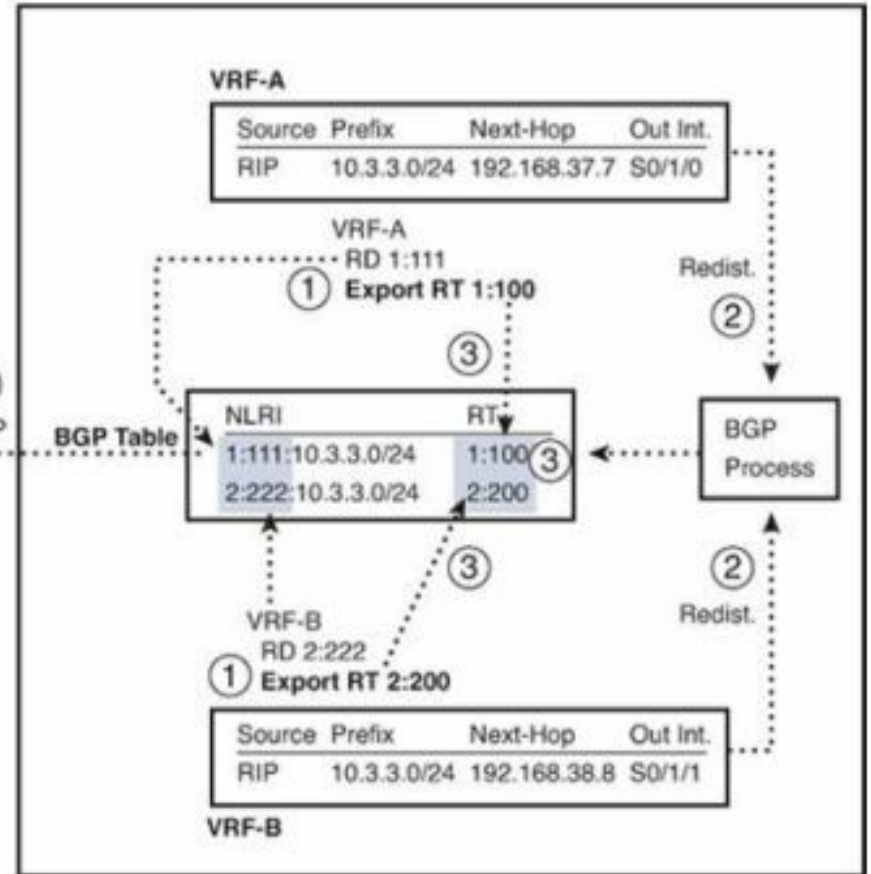 VRF-A
Source Prefix Next-Hop Out Int.
RIP 10.3.3.0/24 192.168.37.7 S0/1/0
VRF-A
RD 1:111
① Export RT 1:100
Redist.
②
③
NLRI RT
BGP Table
1:111:10.3.3.0/24 1:100 ③
2:222:10.3.3.0/24 2:200
BGP
Process
③
②
Redist.
VRF-B
RD 2:222
① Export RT 2:200
Source Prefix Next-Hop Out Int.
RIP 10.3.3.0/24 192.168.38.8 S0/1/1
VRF-B